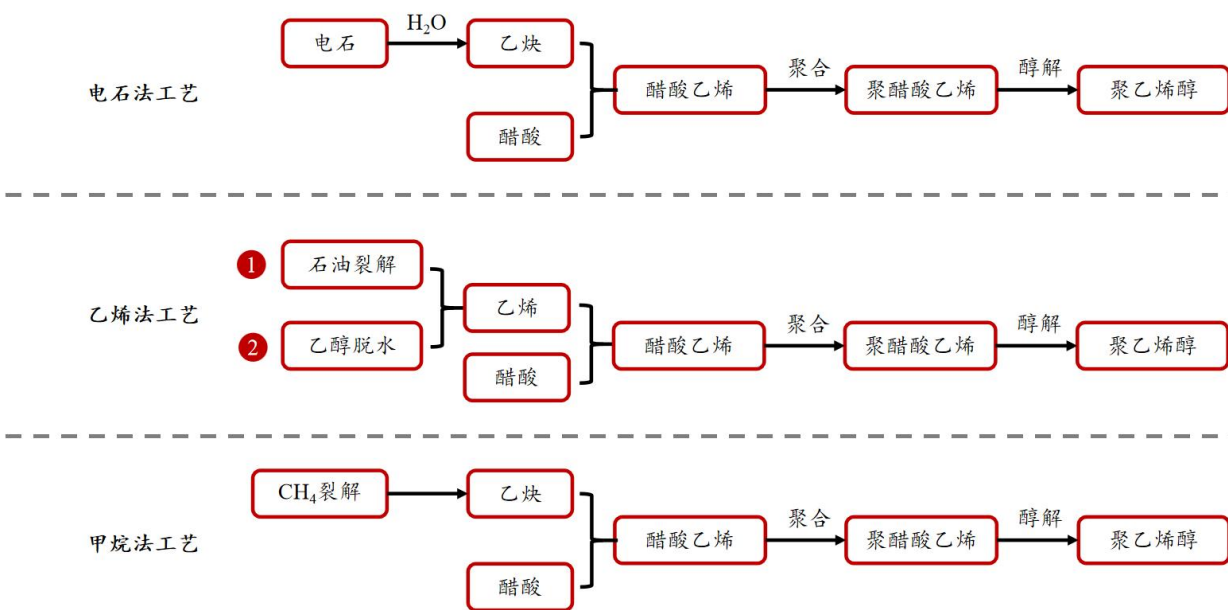 H₂O
电石
乙炔
电石法工艺
醋酸
醋酸乙烯
聚合
聚醋酸乙烯
醇解
聚乙烯醇
1
石油裂解
乙烯法工艺
2
乙醇脱水
乙烯
醋酸
醋酸乙烯
聚合
聚醋酸乙烯
醇解
聚乙烯醇
甲烷法工艺
CH₄裂解
乙炔
醋酸
醋酸乙烯
聚合
聚醋酸乙烯
醇解
聚乙烯醇